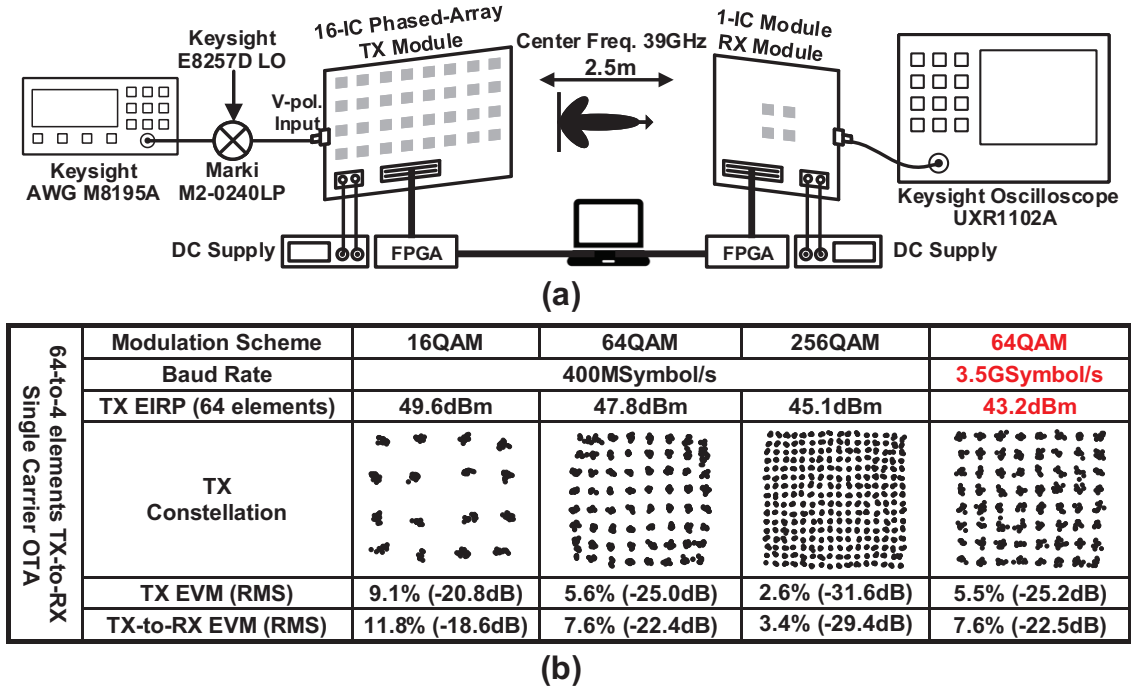 Keysight
E8257D LO
16-IC Phased-Array
TX Module
Center Freq. 39GHz
2.5m
1-IC Module
RX Module
V-pol.
Input
Keysight
AWG M8195A
Marki
M2-0240LP
Keysight Oscilloscope
UXR1102A
DC Supply
FPGA
FPGA
DC Supply
(a)
64-to-4 elements TX-to-RX
Single Carrier OTA
Modulation Scheme 16QAM 64QAM 256QAM 64QAM
Baud Rate 400MSymbol/s 3.5GSymbol/s
TX EIRP (64 elements) 49.6dBm 47.8dBm 45.1dBm 43.2dBm
TX
Constellation
TX EVM (RMS) 9.1% (-20.8dB) 5.6% (-25.0dB) 2.6% (-31.6dB) 5.5% (-25.2dB)
TX-to-RX EVM (RMS) 11.8% (-18.6dB) 7.6% (-22.4dB) 3.4% (-29.4dB) 7.6% (-22.5dB)
(b)